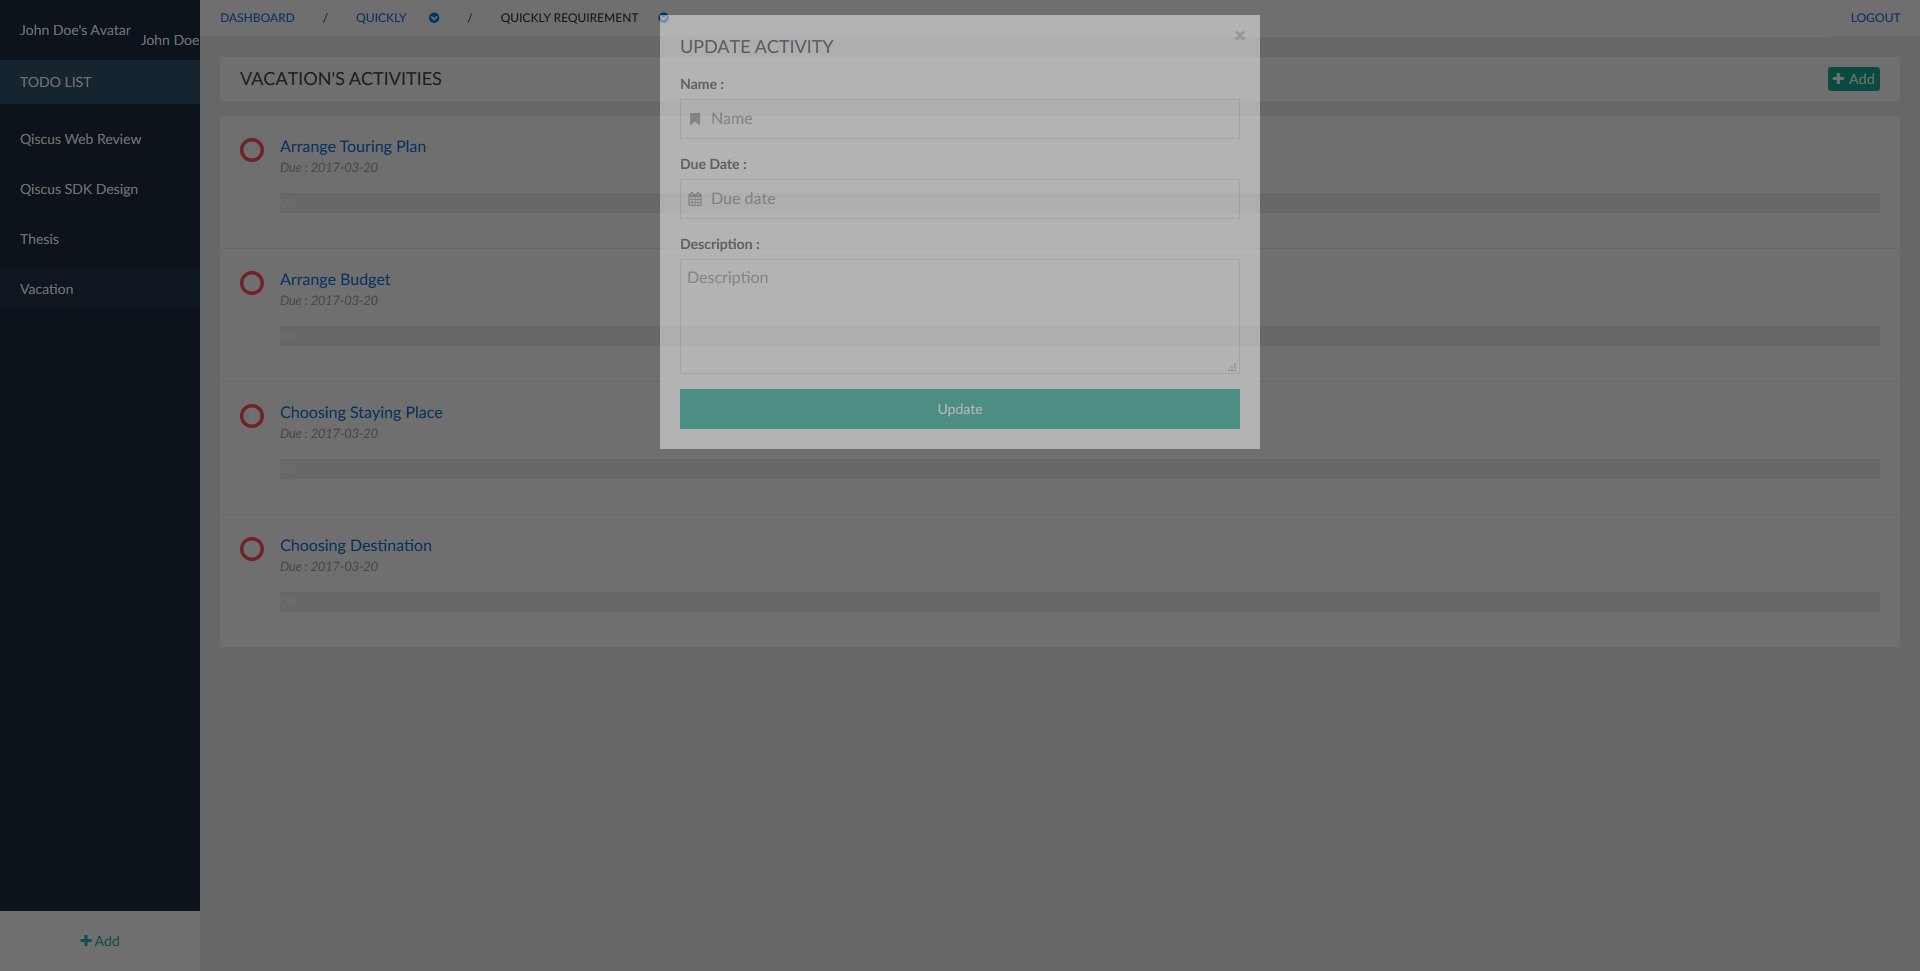 John Doe's Avatar
John Doe
TODO LIST
Qiscus Web Review
Qiscus SDK Design
Thesis
Vacation
+ Add
DASHBOARD / QUICKLY / QUICKLY REQUIREMENT
LOGOUT
VACATION'S ACTIVITIES
+ Add
Arrange Touring Plan
Due : 2017-03-20
0%
Arrange Budget
Due : 2017-03-20
0%
Choosing Staying Place
Due : 2017-03-20
0%
Choosing Destination
Due : 2017-03-20
0%
UPDATE ACTIVITY
Name :
Name
Due Date :
Due date
Description :
Description
Update